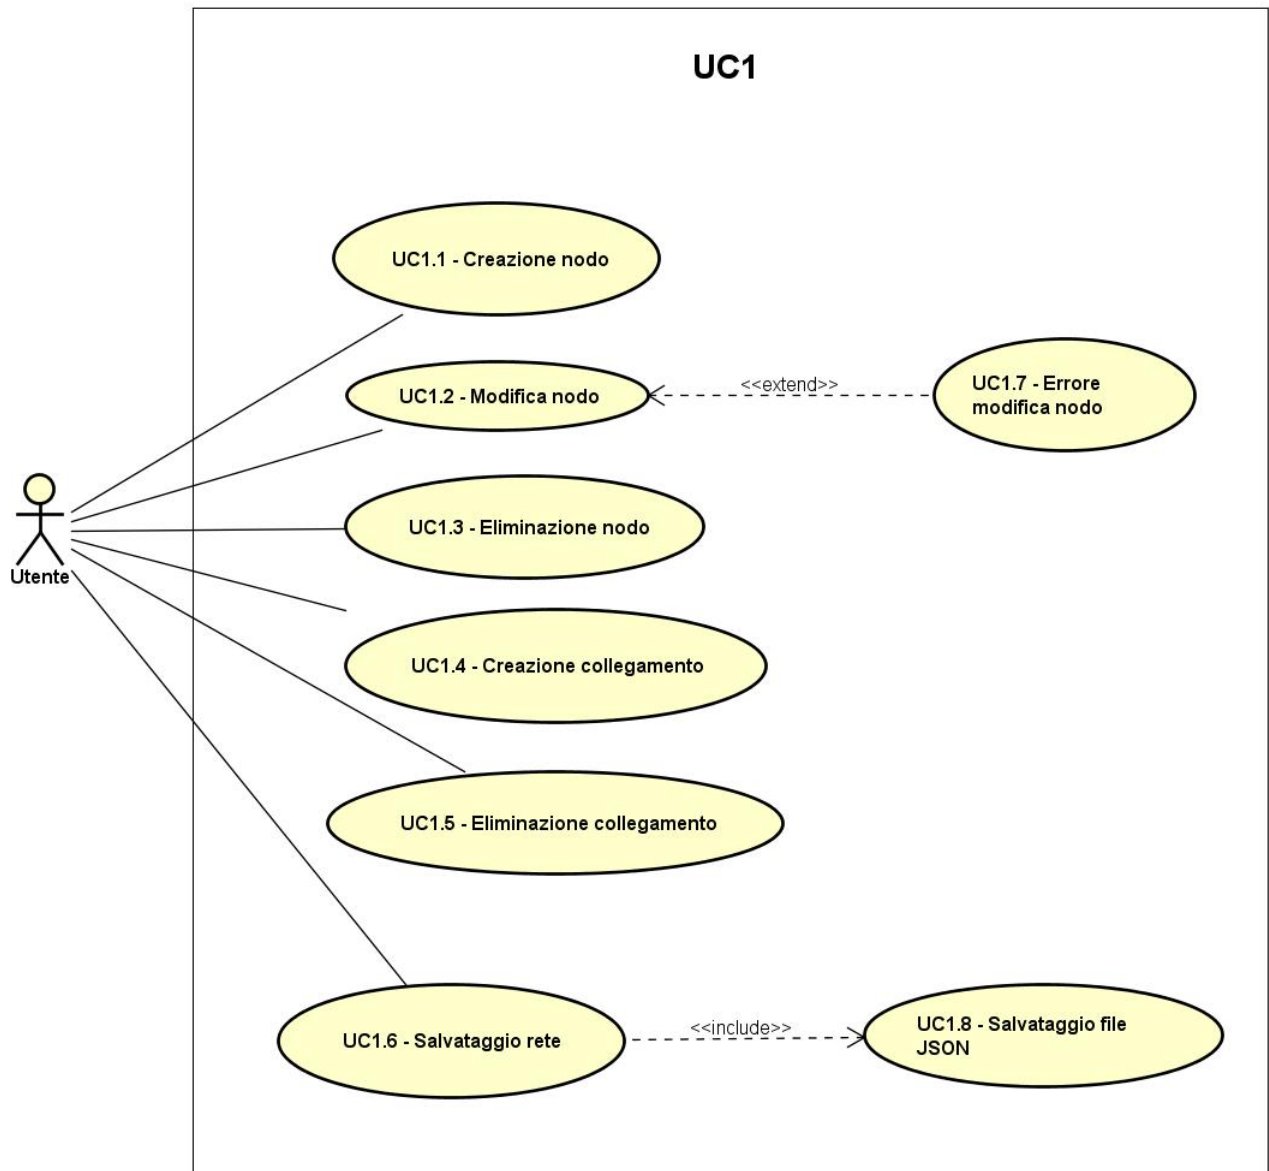 UC1
UC1.1 - Creazione nodo
UC1.2 - Modifica nodo
<<extend>>
UC1.7 - Errore
modifica nodo
UC1.3 - Eliminazione nodo
Utente
UC1.4 - Creazione collegamento
UC1.5 - Eliminazione collegamento
UC1.6 - Salvataggio rete
<<include>>
UC1.8 - Salvataggio file
JSON